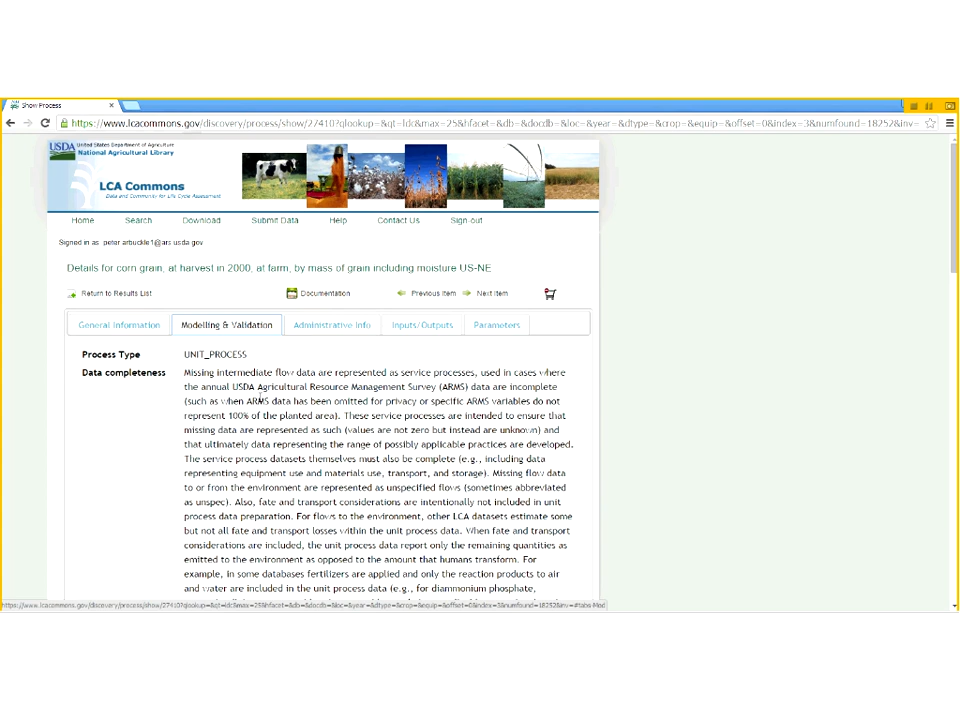 Show Process
https://www.lcacommons.gov/discovery/process/show/27410?qlookup=&qt=ldc&max=25&hfacet=&db=&docdb=&loc=&year=&dtype=&crop=&equip=&offset=0&index=3&numfound=18252&inv=
USDA United States Department of Agriculture
National Agricultural Library
LCA Commons
Data and Community for Life Cycle Assessment
Home Search Download Submit Data Help Contact Us Sign out
Signed in as: peter.arbuckle1@ars.usda.gov
Details for corn grain, at harvest in 2000, at farm, by mass of grain including moisture US-NE
Return to Results List Documentation Previous Item Next Item
General Information Modelling & Validation Administrative Info Inputs/Outputs Parameters
Process Type UNIT_PROCESS
Data completeness Missing intermediate flow data are represented as service processes, used in cases where
the annual USDA Agricultural Resource Management Survey (ARMS) data are incomplete
(such as when ARMS data has been omitted for privacy or specific ARMS variables do not
represent 100% of the planted area). These service processes are intended to ensure that
missing data are represented as such (values are not zero but instead are unknown) and
that ultimately data representing the range of possibly applicable practices are developed.
The service process datasets themselves must also be complete (e.g., including data
representing equipment use and materials use, transport, and storage). Missing flow data
to or from the environment are represented as unspecified flows (sometimes abbreviated
as unspec). Also, fate and transport considerations are intentionally not included in unit
process data preparation. For flows to the environment, other LCA datasets estimate some
but not all fate and transport losses within the unit process data. When fate and transport
considerations are included, the unit process data report only the remaining quantities as
emitted to the environment as opposed to the amount that humans transform. For
example, in some databases fertilizers are applied and only the reaction products to air
and water are included in the unit process data (e.g., for diammonium phosphate,
https://www.lcacommons.gov/discovery/process/show/27410?qlookup=&qt=ldc&max=25&hfacet=&db=&docdb=&loc=&year=&dtype=&crop=&equip=&offset=0&index=3&numfound=18252&inv=#tabs-Mod